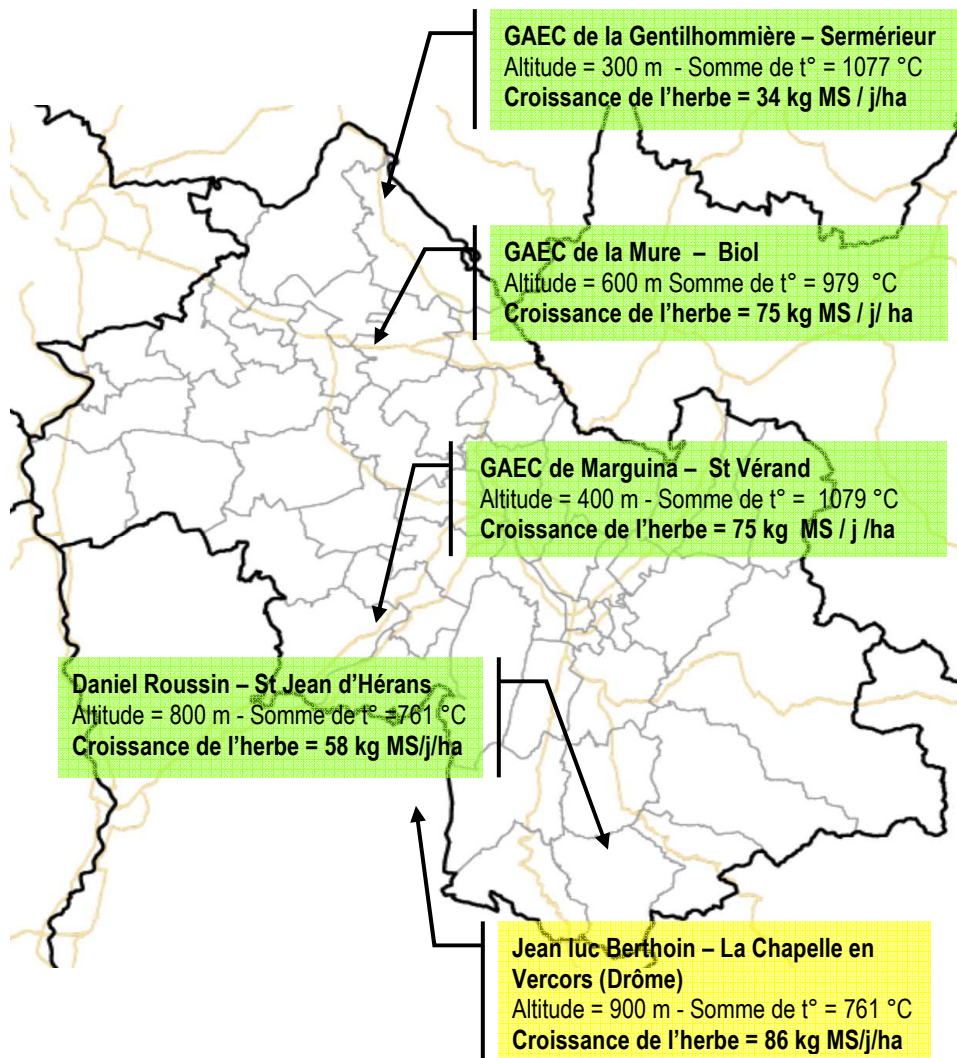 GAEC de la Gentilhommière – Sermérieur
Altitude = 300 m - Somme de t° = 1077 °C
Croissance de l'herbe = 34 kg MS / j/ha
GAEC de la Mure – Biol
Altitude = 600 m Somme de t° = 979 °C
Croissance de l'herbe = 75 kg MS / j/ ha
GAEC de Marguina – St Vérand
Altitude = 400 m - Somme de t° = 1079 °C
Croissance de l'herbe = 75 kg MS / j /ha
Daniel Roussin – St Jean d'Hérans
Altitude = 800 m - Somme de t° =761 °C
Croissance de l'herbe = 58 kg MS/j/ha
Jean luc Berthoin – La Chapelle en
Vercors (Drôme)
Altitude = 900 m - Somme de t° = 761 °C
Croissance de l'herbe = 86 kg MS/j/ha